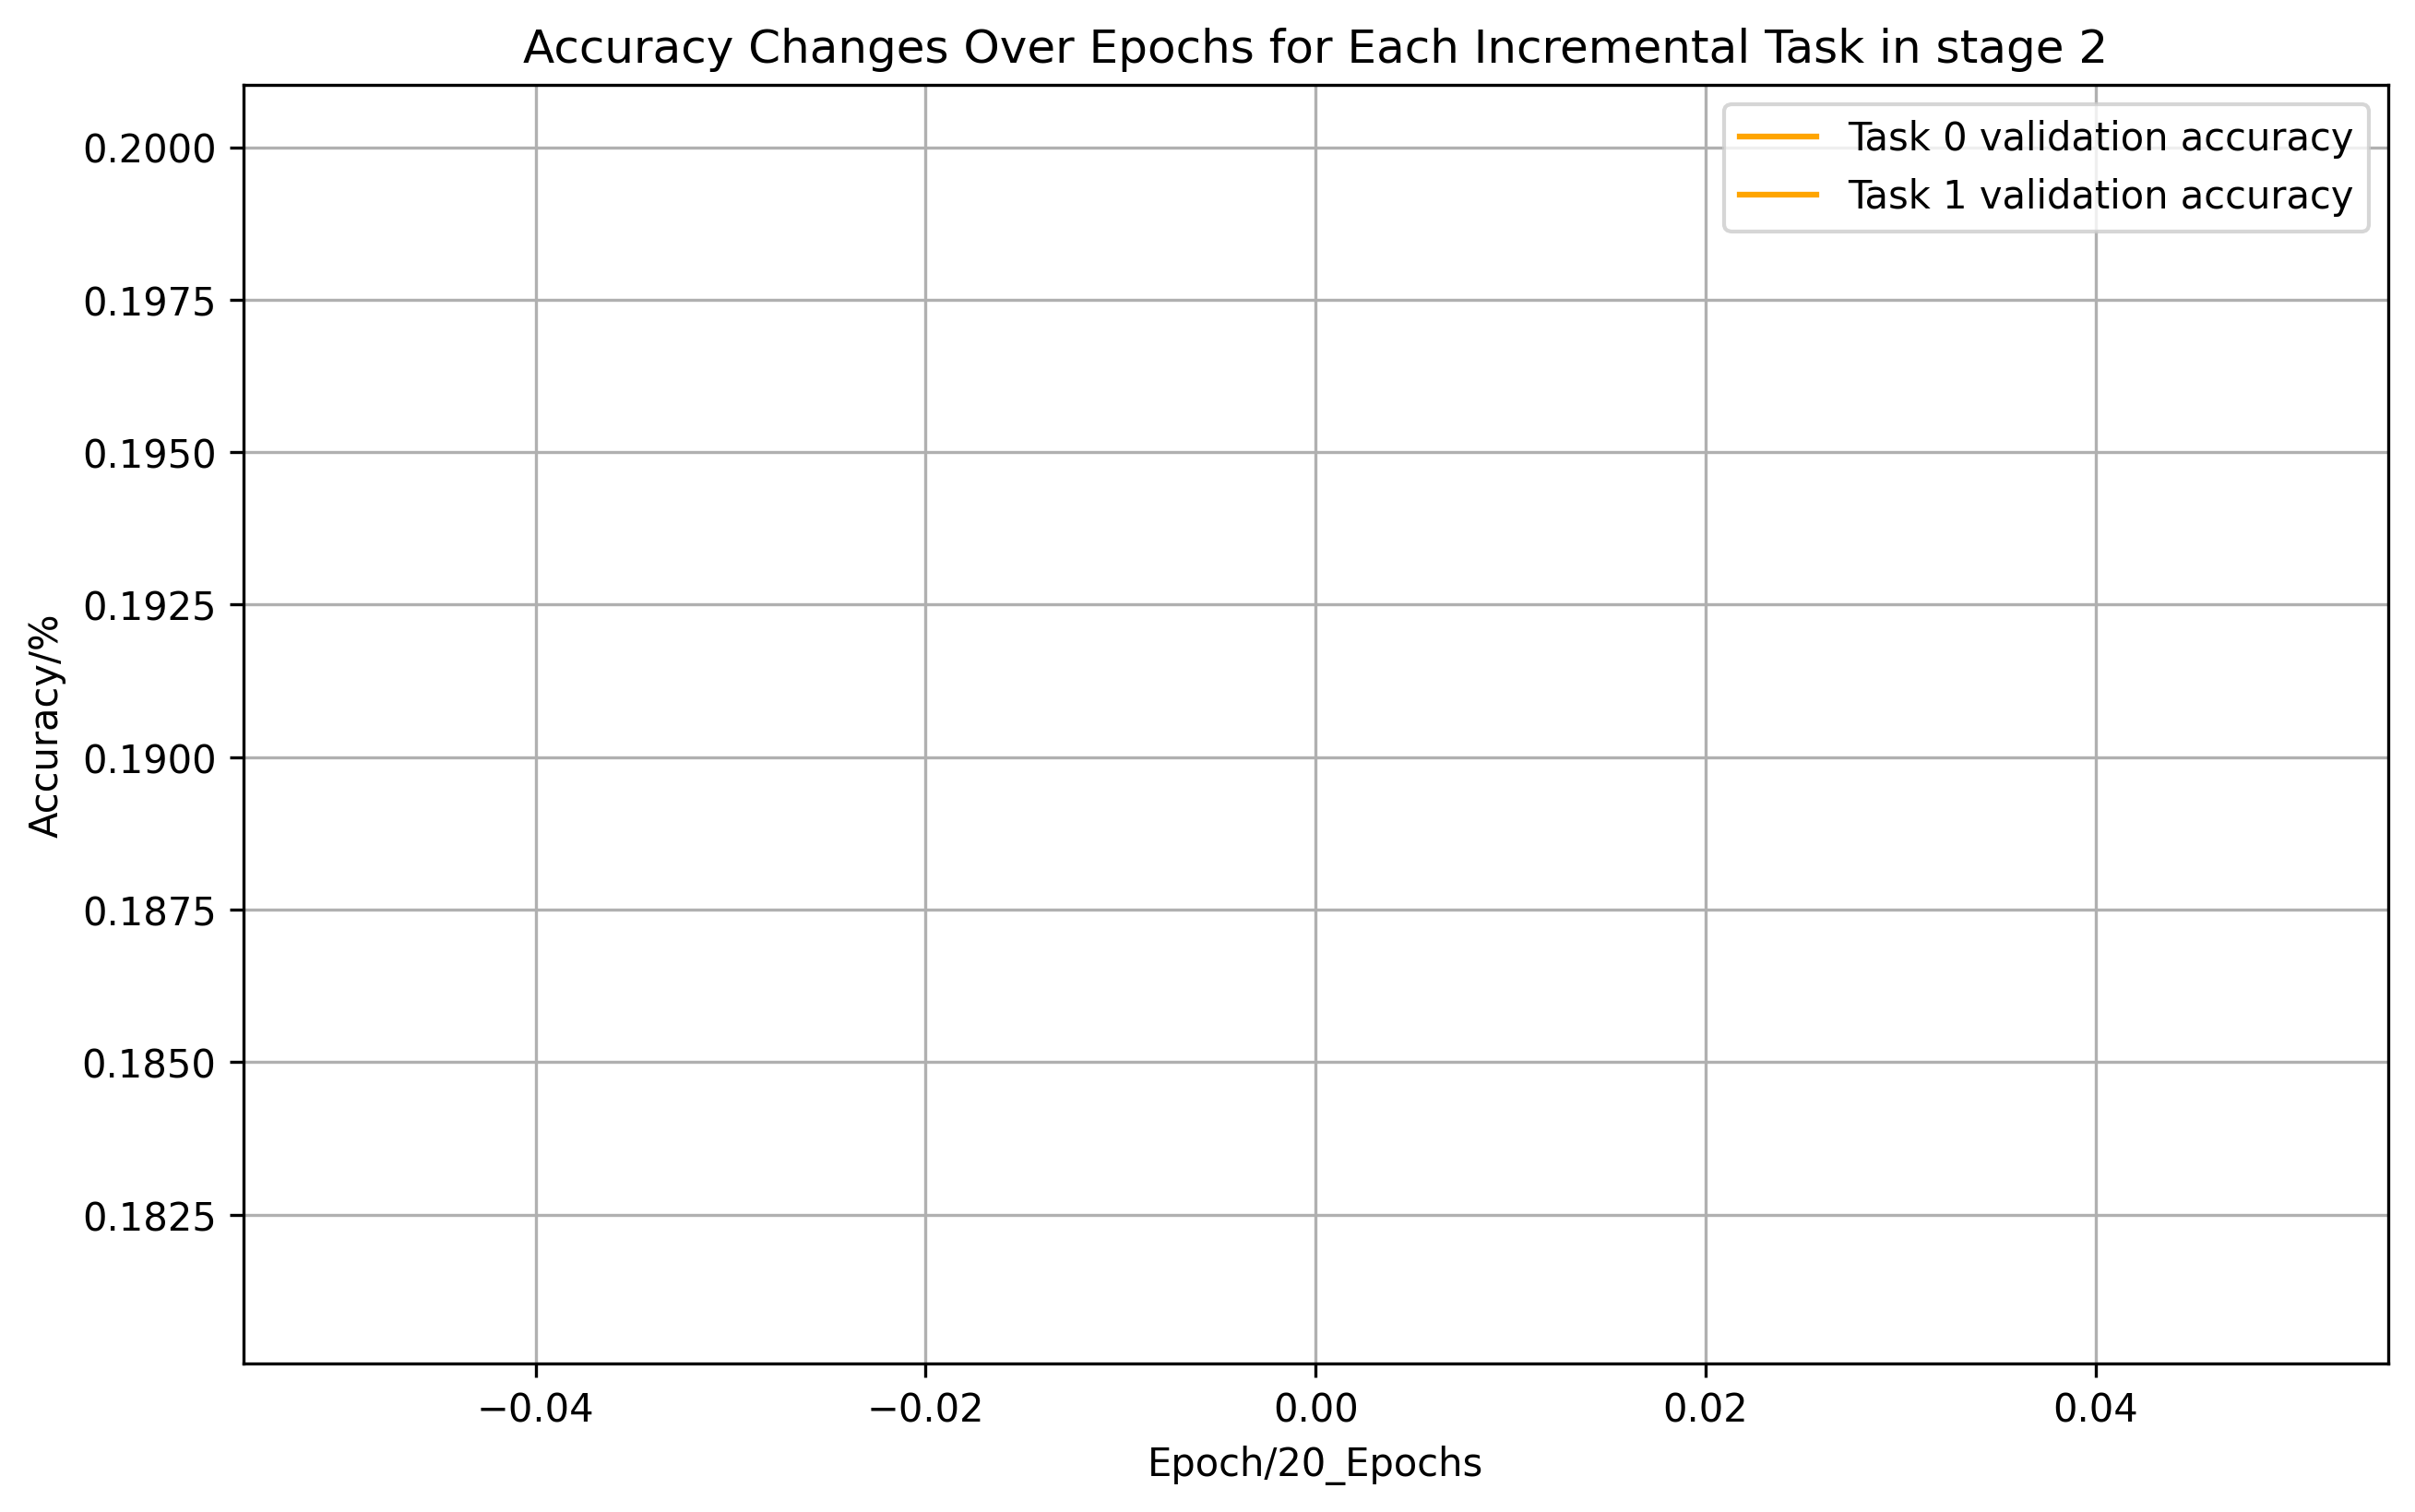 Accuracy Changes Over Epochs for Each Incremental Task in stage 2
Task 0 validation accuracy
Task 1 validation accuracy
0.2000
0.1975
0.1950
0.1925
0.1900
0.1875
0.1850
0.1825
Accuracy/%
−0.04
−0.02
0.00
0.02
0.04
Epoch/20_Epochs